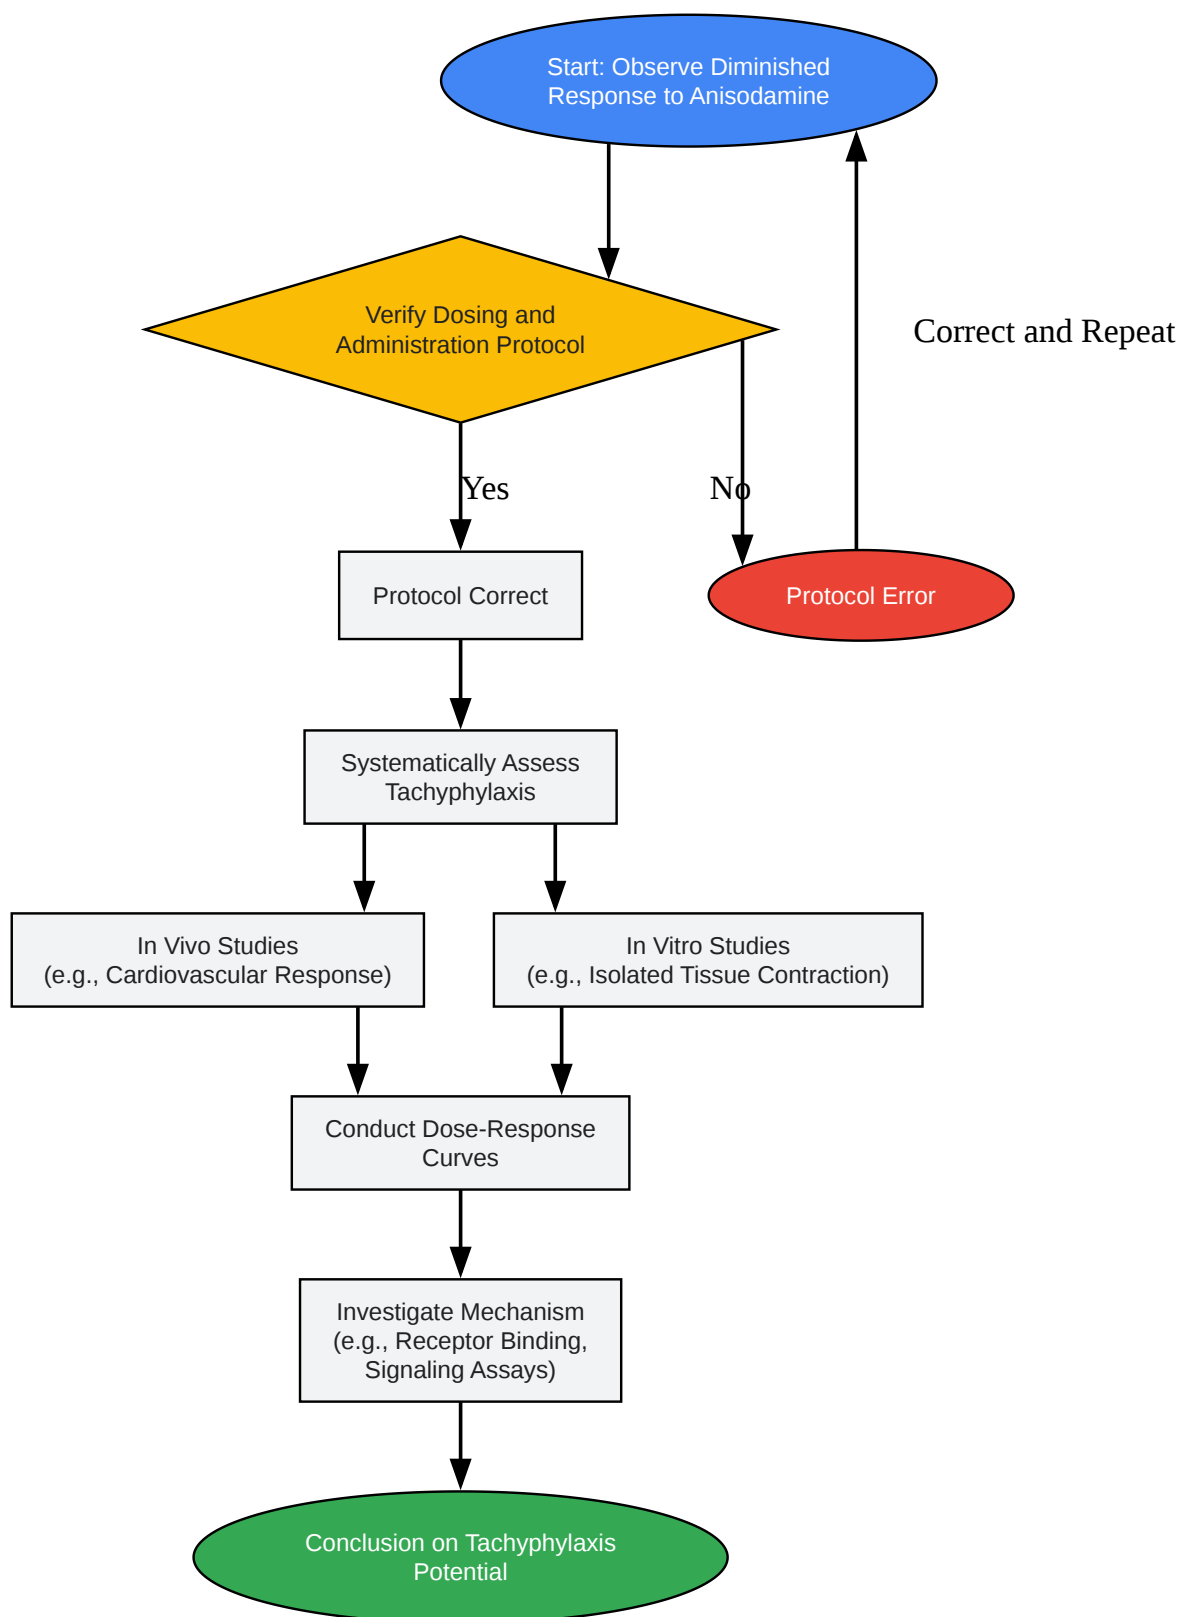 Start: Observe Diminished
Response to Anisodamine
Verify Dosing and
Administration Protocol
Correct and Repeat
Yes
No
Protocol Correct
Protocol Error
Systematically Assess
Tachyphylaxis
In Vivo Studies
(e.g., Cardiovascular Response)
In Vitro Studies
(e.g., Isolated Tissue Contraction)
Conduct Dose-Response
Curves
Investigate Mechanism
(e.g., Receptor Binding,
Signaling Assays)
Conclusion on Tachyphylaxis
Potential